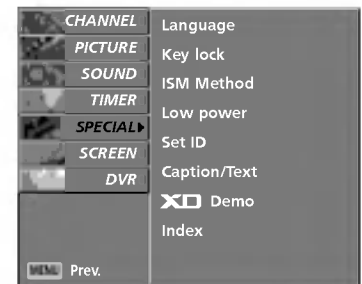 CHANNEL
PICTURE
SOUND
TIMER
SPECIAL
SCREEN
DVR
MENU Prev.
Language
Key lock
ISM Method
Low power
Set ID
Caption/Text
XD Demo
Index